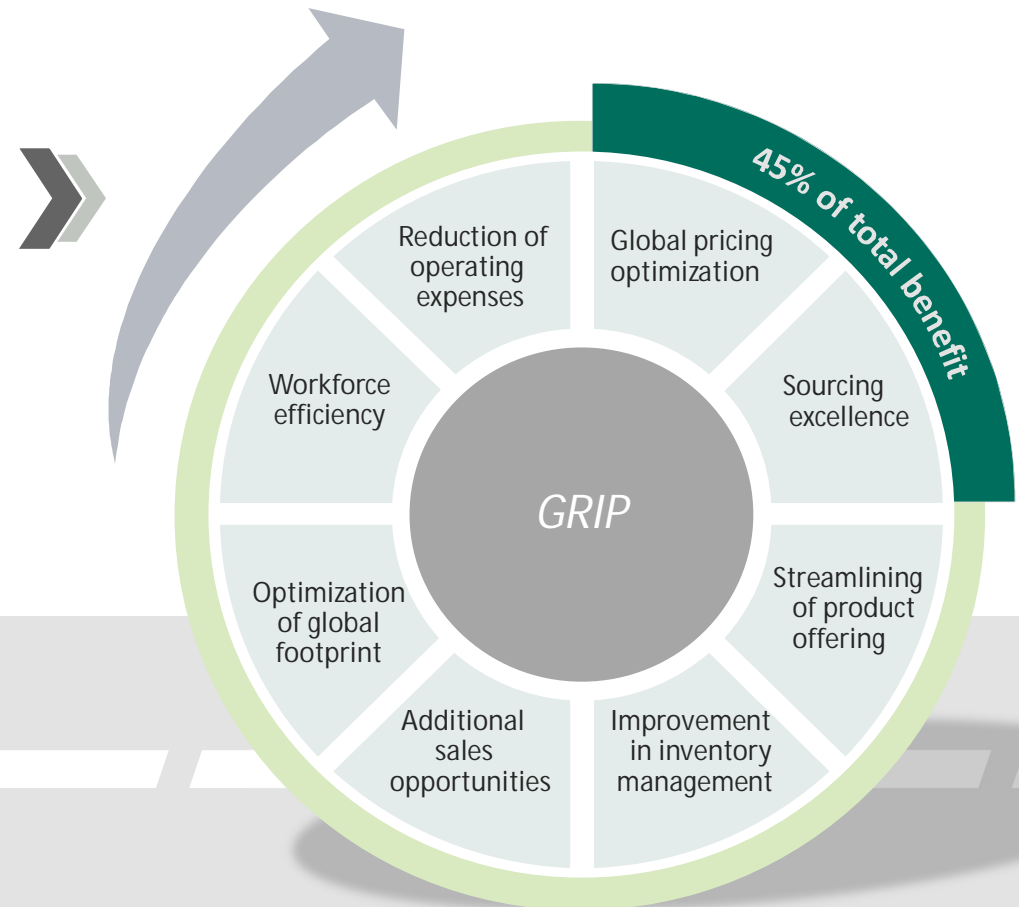 45% of total benefit
Reduction of
operating
expenses
Global pricing
optimization
Workforce
efficiency
Sourcing
excellence
GRIP
Optimization
of global
footprint
Streamlining
of product
offering
Additional
sales
opportunities
Improvement
in inventory
management